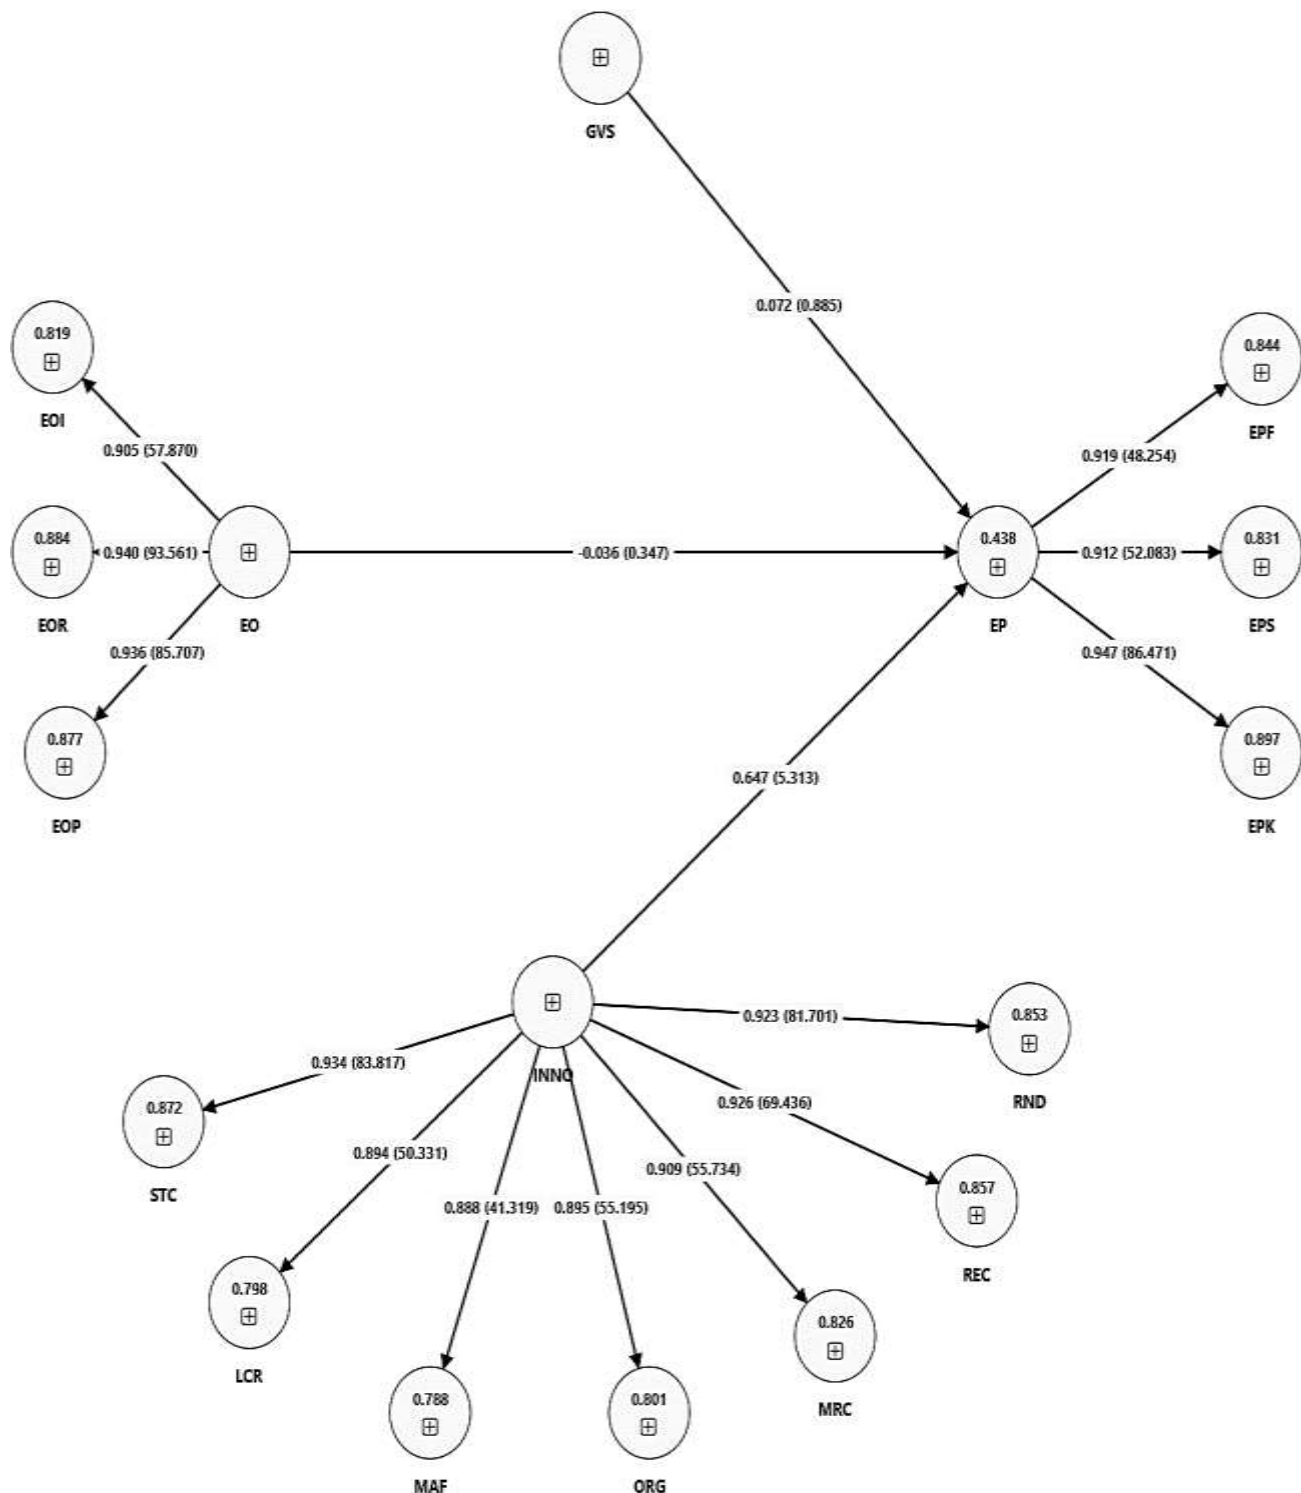 GVS
0.072 (0.885)
0.819
EOI
0.905 (57.870)
0.844
EPF
0.919 (48.254)
0.884
EOR
0.940 (93.561)
EO
-0.036 (0.347)
0.438
EP
0.912 (52.083)
0.831
EPS
0.936 (85.707)
0.947 (86.471)
0.877
EOP
0.897
EPK
0.647 (5.313)
INNO
0.923 (81.701)
0.853
RND
0.934 (83.817)
0.872
STC
0.926 (69.436)
0.857
REC
0.894 (50.331)
0.909 (55.734)
0.888 (41.319)
0.895 (55.195)
0.798
LCR
0.826
MRC
0.788
MAF
0.801
ORG